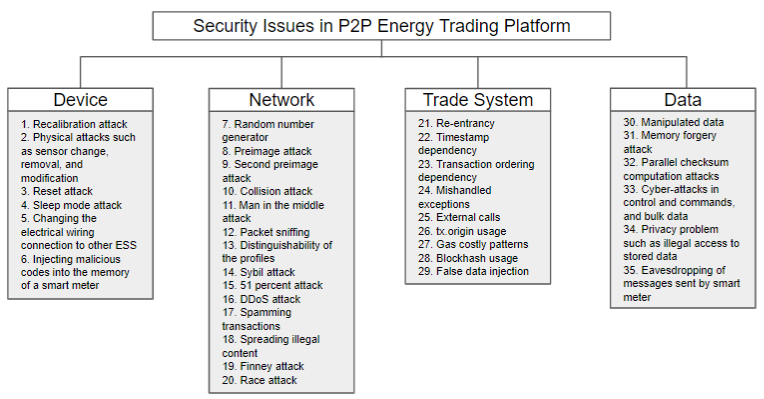 Security Issues in P2P Energy Trading Platform
Device
1. Recalibration attack
2. Physical attacks such
as sensor change,
removal, and
modification
3. Reset attack
4. Sleep mode attack
5. Changing the
electrical wiring
connection to other ESS
6. Injecting malicious
codes into the memory
of a smart meter
Network
7. Random number
generator
8. Preimage attack
9. Second preimage
attack
10. Collision attack
11. Man in the middle
attack
12. Packet sniffing
13. Distinguishability of
the profiles
14. Sybil attack
15. 51 percent attack
16. DDoS attack
17. Spamming
transactions
18. Spreading illegal
content
19. Finney attack
20. Race attack
Trade System
21. Re-entrancy
22. Timestamp
dependency
23. Transaction ordering
dependency
24. Mishandled
exceptions
25. External calls
26. tx.origin usage
27. Gas costly patterns
28. Blockhash usage
29. False data injection
Data
30. Manipulated data
31. Memory forgery
attack
32. Parallel checksum
computation attacks
33. Cyber-attacks in
control and commands,
and bulk data
34. Privacy problem
such as illegal access to
stored data
35. Eavesdropping of
messages sent by smart
meter